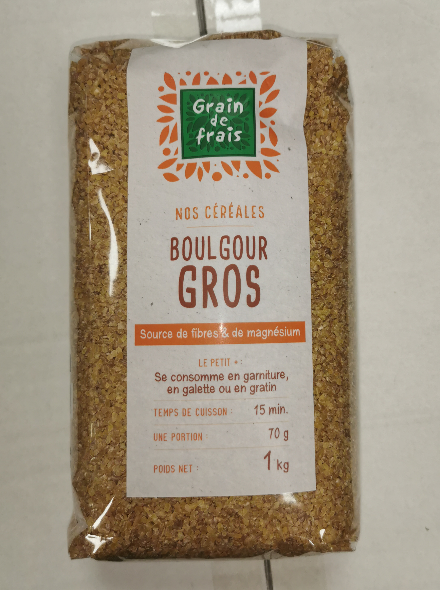 Grain
de
frais
NOS CÉRÉALES
BOULGOUR
GROS
Source de fibres & de magnésium
LE PETIT + :
Se consomme en garniture,
en galette ou en gratin
TEMPS DE CUISSON : 15 min.
UNE PORTION : 70 g
POIDS NET : 1 kg